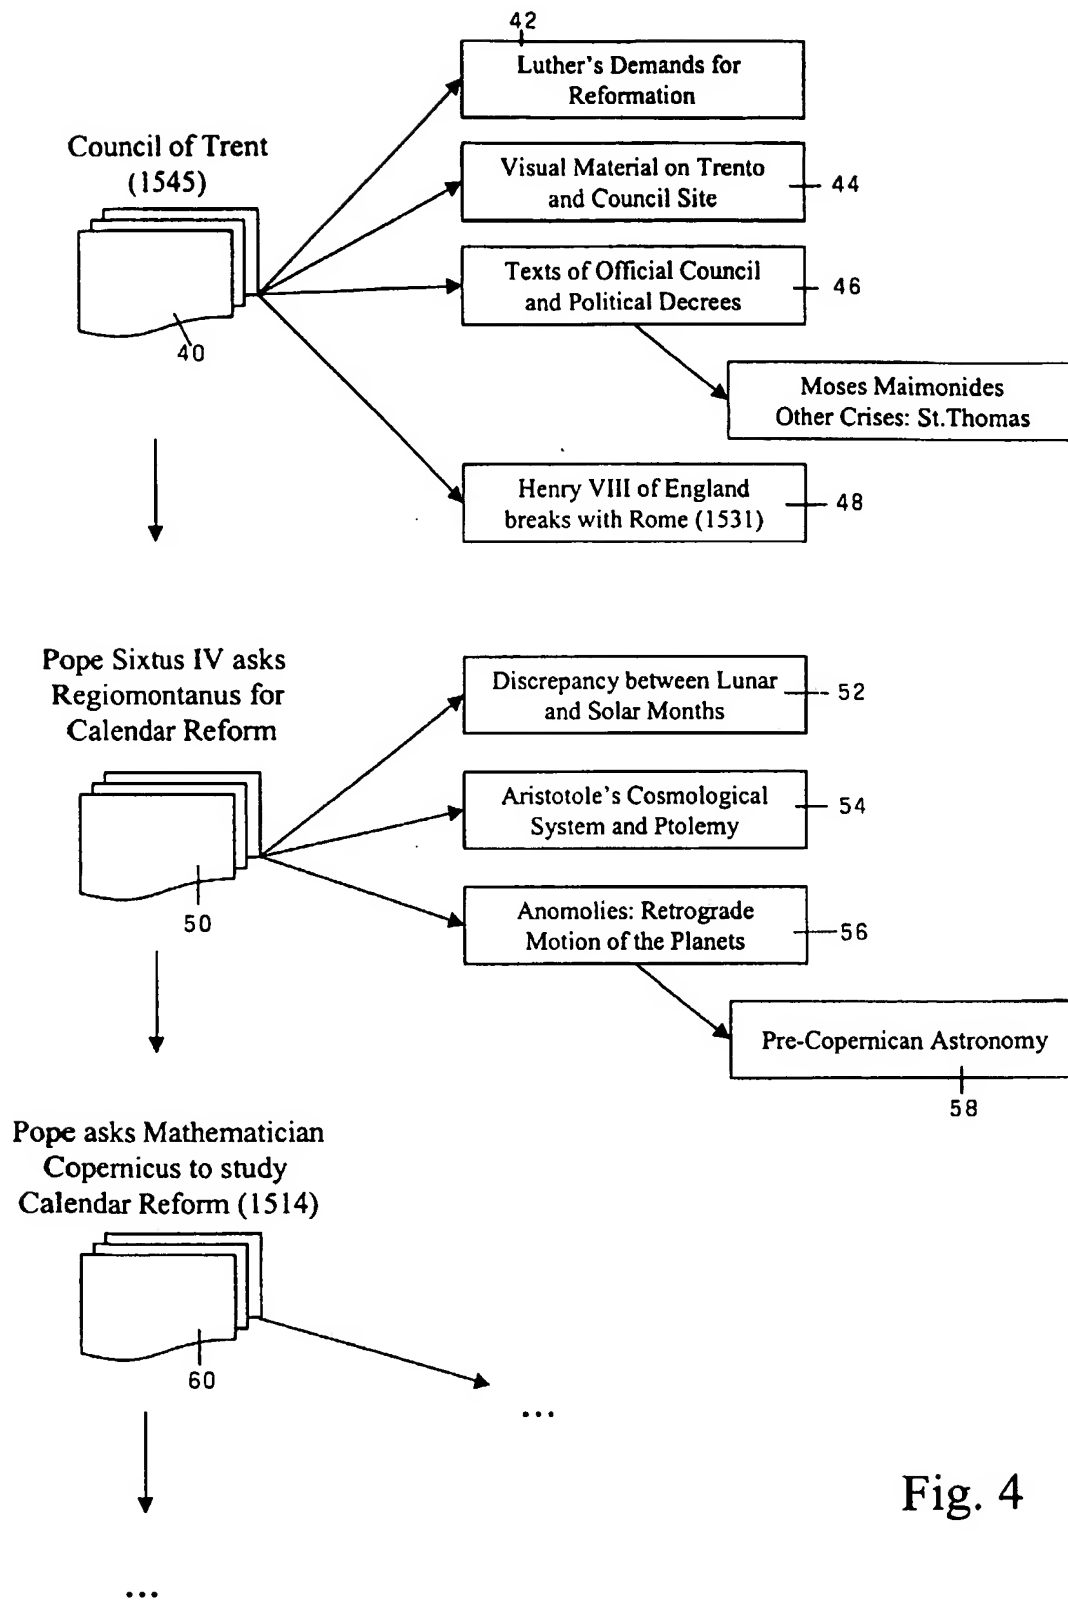 42
Luther's Demands for
Reformation
Council of Trent
(1545)
Visual Material on Trento
and Council Site
44
Texts of Official Council
and Political Decrees
46
40
Moses Maimonides
Other Crises: St.Thomas
Henry VIII of England
breaks with Rome (1531)
48
Pope Sixtus IV asks
Regiomontanus for
Calendar Reform
Discrepancy between Lunar
and Solar Months
52
Aristotole's Cosmological
System and Ptolemy
54
50
Anomolies: Retrograde
Motion of the Planets
56
Pre-Copernican Astronomy
58
Pope asks Mathematician
Copernicus to study
Calendar Reform (1514)
60
...
Fig. 4
...